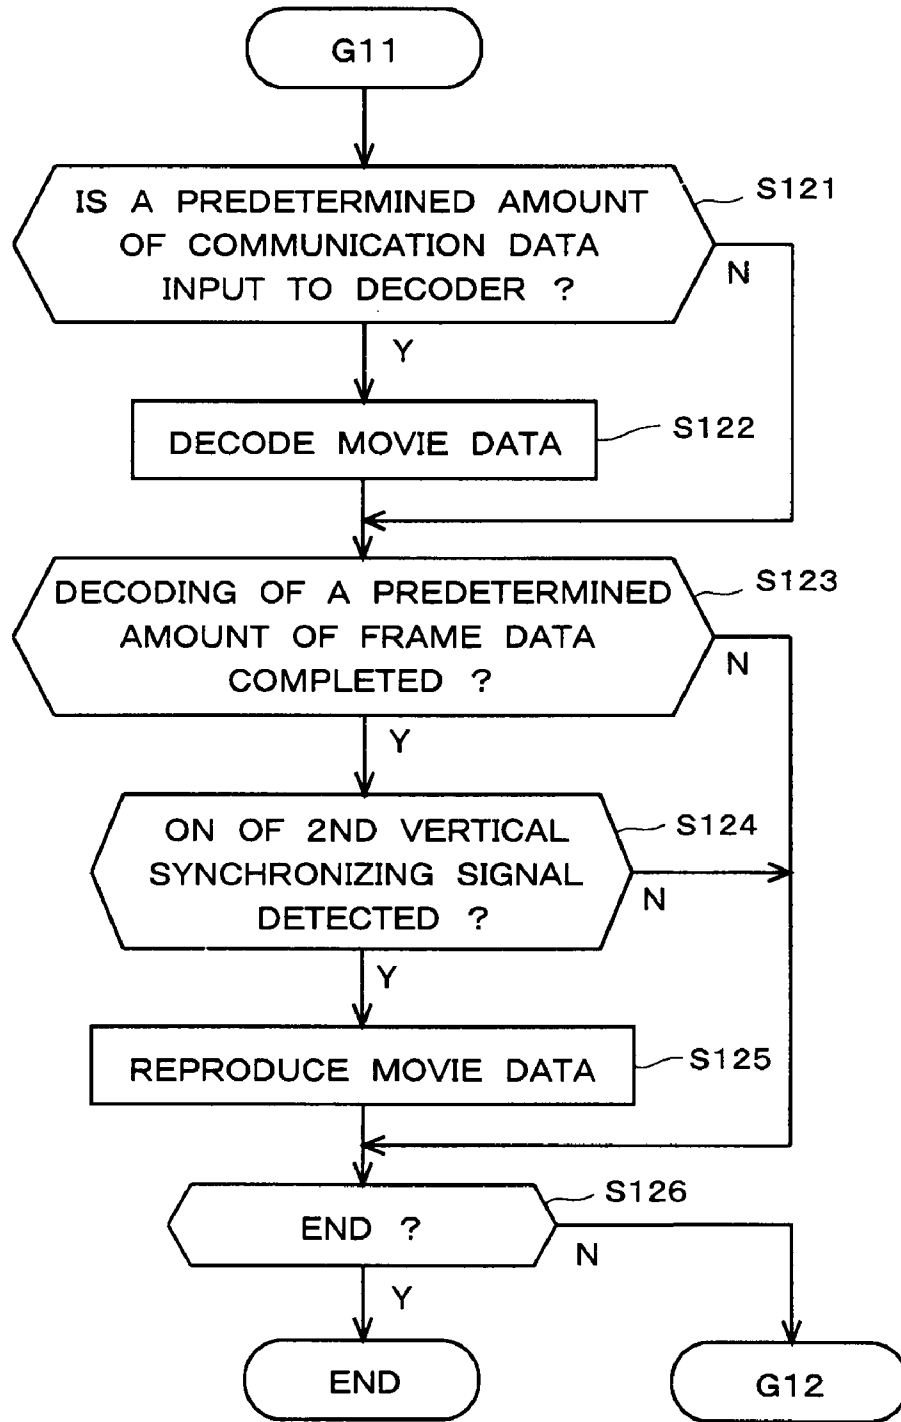 G11
IS A PREDETERMINED AMOUNT
OF COMMUNICATION DATA
INPUT TO DECODER ?
S121
N
Y
DECODE MOVIE DATA
S122
DECODING OF A PREDETERMINED
AMOUNT OF FRAME DATA
COMPLETED ?
S123
N
Y
ON OF 2ND VERTICAL
SYNCHRONIZING SIGNAL
DETECTED ?
S124
N
Y
REPRODUCE MOVIE DATA
S125
END ?
S126
N
Y
END
G12